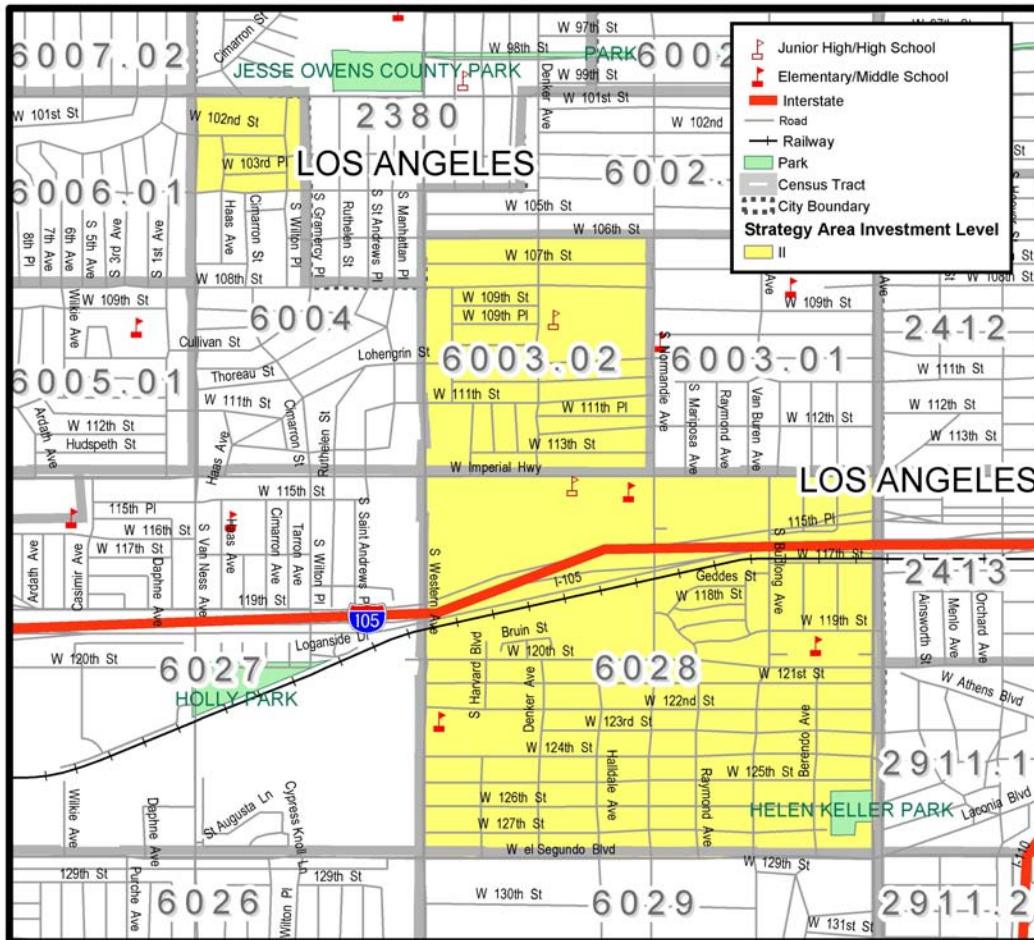 6007.02
Cimarron St
W 97th St
W 98th St
PARK
6002
JESSE OWENS COUNTY PARK
Denker Ave
W 99th St
W 101st St
W 101st St
W 102nd St
2380
W 102nd
W 103rd Pl
LOS ANGELES
6006.01
6002.
W 105th St
W 106th St
8th Pl
7th Ave
6th Ave
S 5th Ave
S 3rd Ave
1st Ave
Haas Ave
Cimarron St
S Wilton Pl
S Gramercy Pl
Ruthelen St
S St Andrews Pl
S Manhattan Pl
W 107th St
W 108th St
W 108th St
Junior High/High School
Elementary/Middle School
Interstate
Road
Railway
Park
Census Tract
City Boundary
Strategy Area Investment Level
II
Wilkie Ave
W 109th St
W 109th St
W 109th Pl
Ave
W 109th St
Ave
6004
2412
Cullivan St
Lohengrin St
6003.02
S Normandie Ave
6003.01
6005.01
Thoreau St
W 111th St
W 111th St
W 111th St
W 111th Pl
Ardath Ave
W 112th St
Hudspeth St
Haas Ave
Cimarron St
Ruthelen St
S Mariposa Ave
Raymond Ave
Van Buren Ave
W 112th St
W 112th St
W 113th St
W 113th St
W Imperial Hwy
LOS ANGELES
W 115th St
115th Pl
115th Pl
W 116th St
W 117th St
W 117th St
Ardath Ave
Casimir Ave
Daphne Ave
S Van Ness Ave
Haas Ave
Cimarron Ave
Tarron Ave
S Wilton Pl
S Saint Andrews Pl
S Western Ave
S Budlong Ave
I-105
Geddes St
2413
W 118th St
119th St
105
W 119th St
Ainsworth St
Menlo Ave
Orchard Ave
Loganside Dr
Bruin St
W 120th St
W 120th St
6027
HOLLY PARK
S Harvard Blvd
Denker Ave
6028
W 121st St
W Athens Blvd
W 122nd St
W 123rd St
W 124th St
Halldale Ave
Raymond Ave
Berendo Ave
W 125th St
2911.1
Laconia Blvd
W 126th St
W 127th St
HELEN KELLER PARK
Wilkie Ave
Daphne Ave
St Augusta Ln
Cypress Knoll Ln
W el Segundo Blvd
I-110
129th St
Purche Ave
6026
Wilton Pl
129th St
W 129th St
W 130th St
6029
2911.2
W 131st St